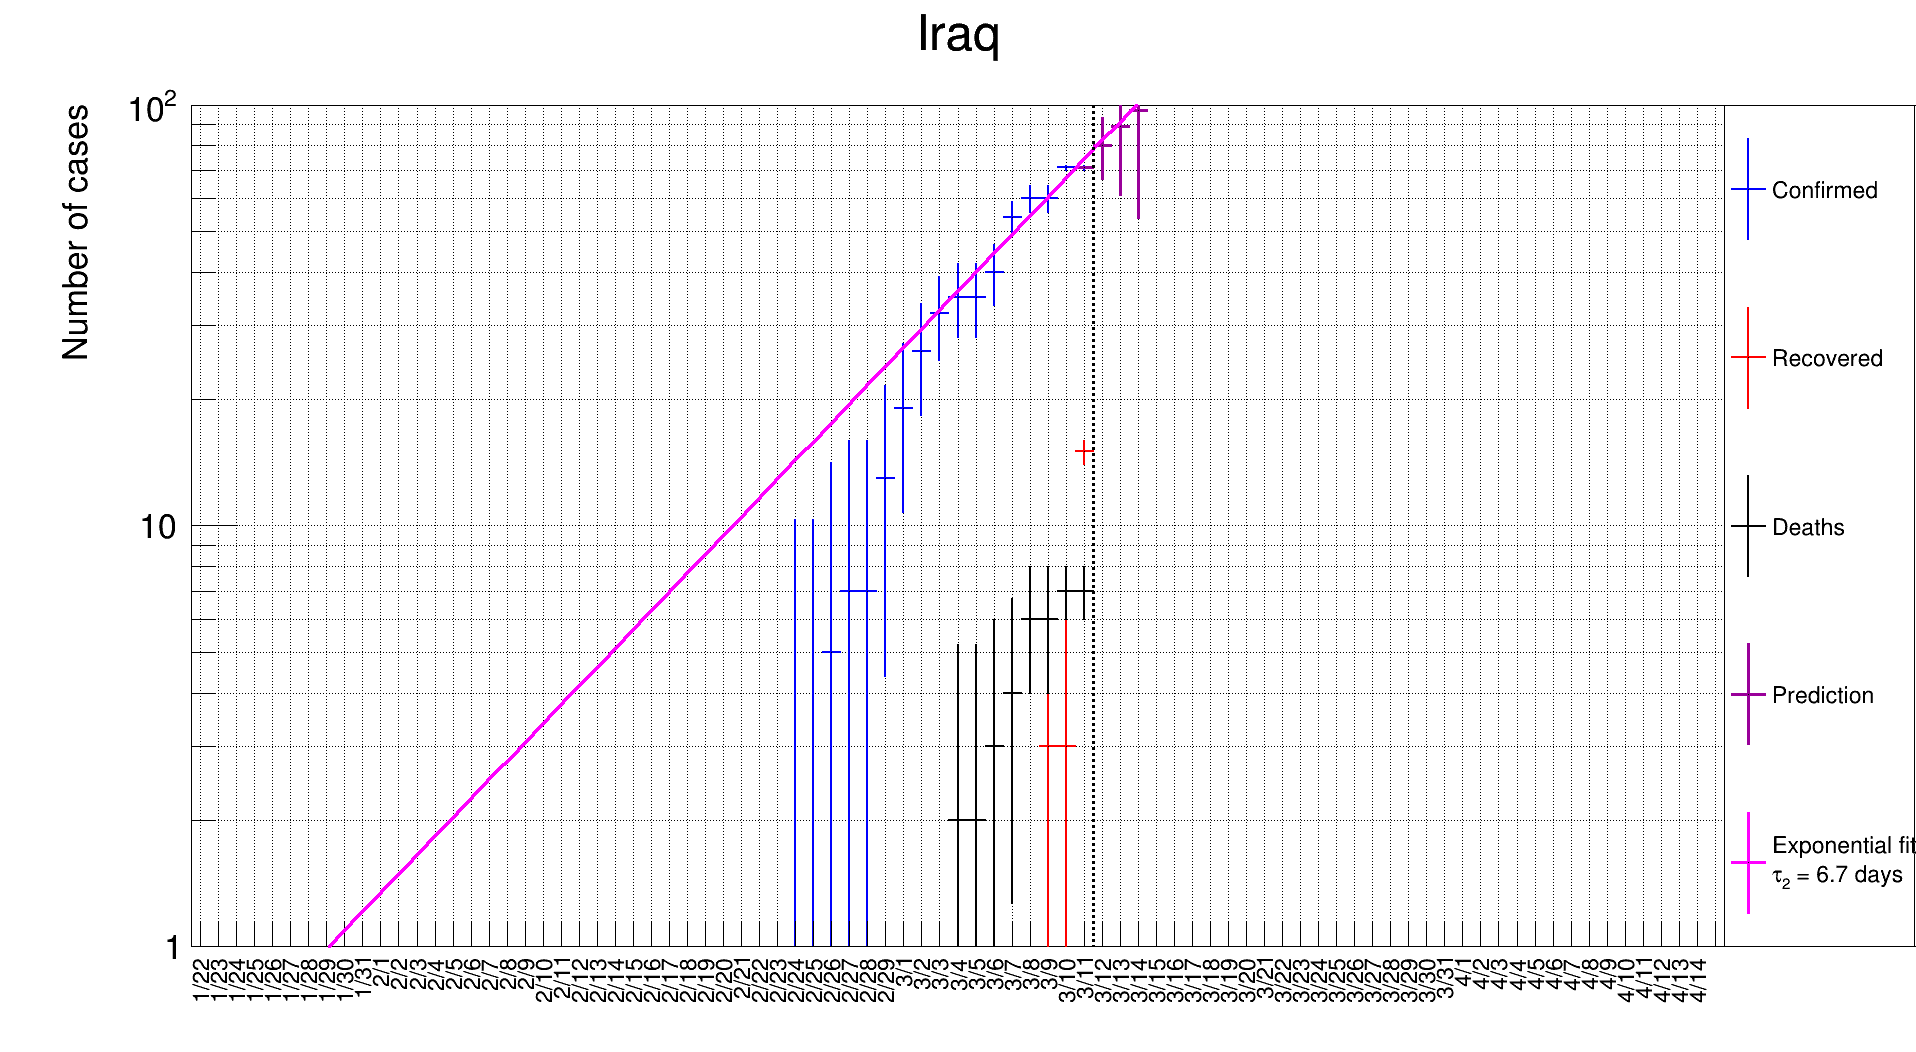 Iraq
Number of cases
10²
10
1
1/22 1/23 1/24 1/25 1/26 1/27 1/28 1/29 1/30 1/31 2/1 2/2 2/3 2/4 2/5 2/6 2/7 2/8 2/9 2/10 2/11 2/12 2/13 2/14 2/15 2/16 2/17 2/18 2/19 2/20 2/21 2/22 2/23 2/24 2/25 2/26 2/27 2/28 2/29 3/1 3/2 3/3 3/4 3/5 3/6 3/7 3/8 3/9 3/10 3/11 3/12 3/13 3/14 3/15 3/16 3/17 3/18 3/19 3/20 3/21 3/22 3/23 3/24 3/25 3/26 3/27 3/28 3/29 3/30 3/31 4/1 4/2 4/3 4/4 4/5 4/6 4/7 4/8 4/9 4/10 4/11 4/12 4/13 4/14
Confirmed
Recovered
Deaths
Prediction
Exponential fit
τ₂ = 6.7 days